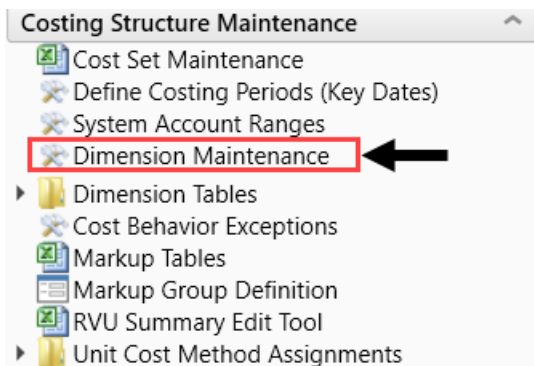 Costing Structure Maintenance
Cost Set Maintenance
Define Costing Periods (Key Dates)
System Account Ranges
Dimension Maintenance
Dimension Tables
Cost Behavior Exceptions
Markup Tables
Markup Group Definition
RVU Summary Edit Tool
Unit Cost Method Assignments